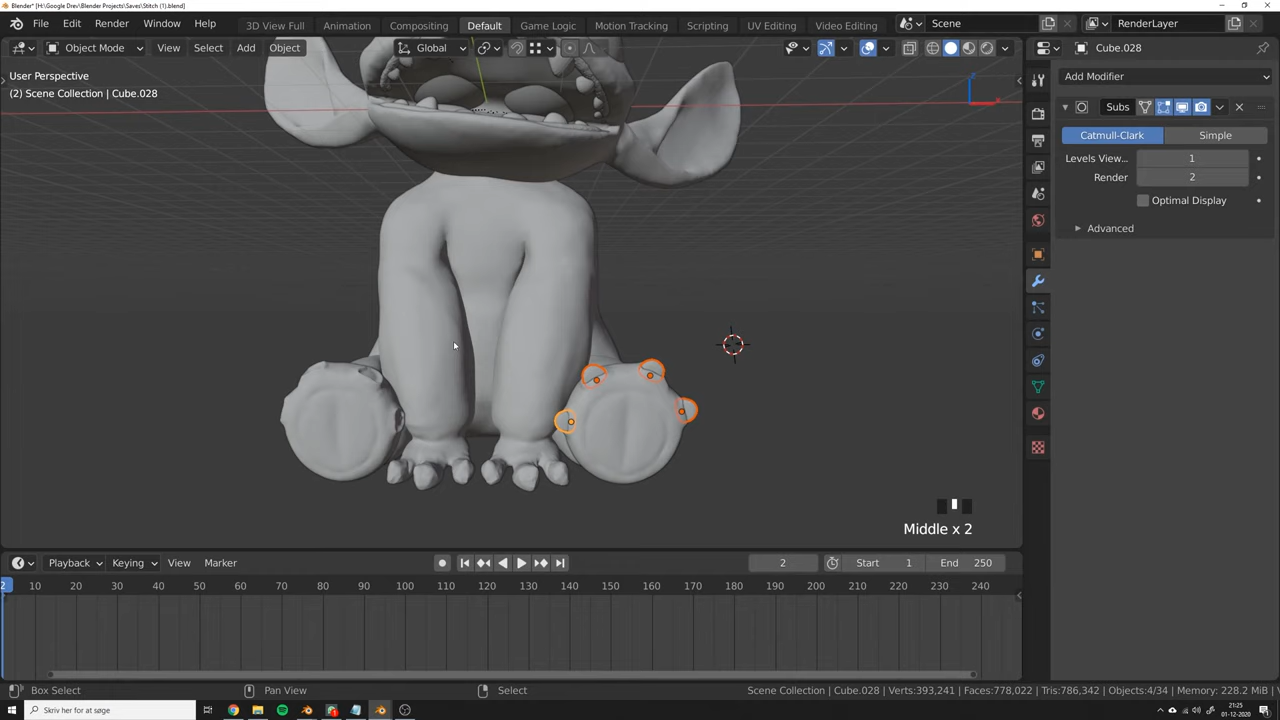 Blender* [H:\Google Drev\Blender Projects\Saves\Stitch (1).blend]
File Edit Render Window Help 3D View Full Animation Compositing Default Game Logic Motion Tracking Scripting UV Editing Video Editing Scene RenderLayer
Object Mode View Select Add Object Global Cube.028
User Perspective
(2) Scene Collection | Cube.028
Add Modifier
Subs
Catmull-Clark Simple
Levels View... 1
Render 2
Optimal Display
Advanced
Middle x 2
Playback Keying View Marker 2 Start 1 End 250
2 10 20 30 40 50 60 70 80 90 100 110 120 130 140 150 160 170 180 190 200 210 220 230 240
Box Select Pan View Select Scene Collection | Cube.028 | Verts:393,241 | Faces:778,022 | Tris:786,342 | Objects:4/34 | Memory: 228.2 MiB
Skriv her for at søge
21:25
01-12-2020